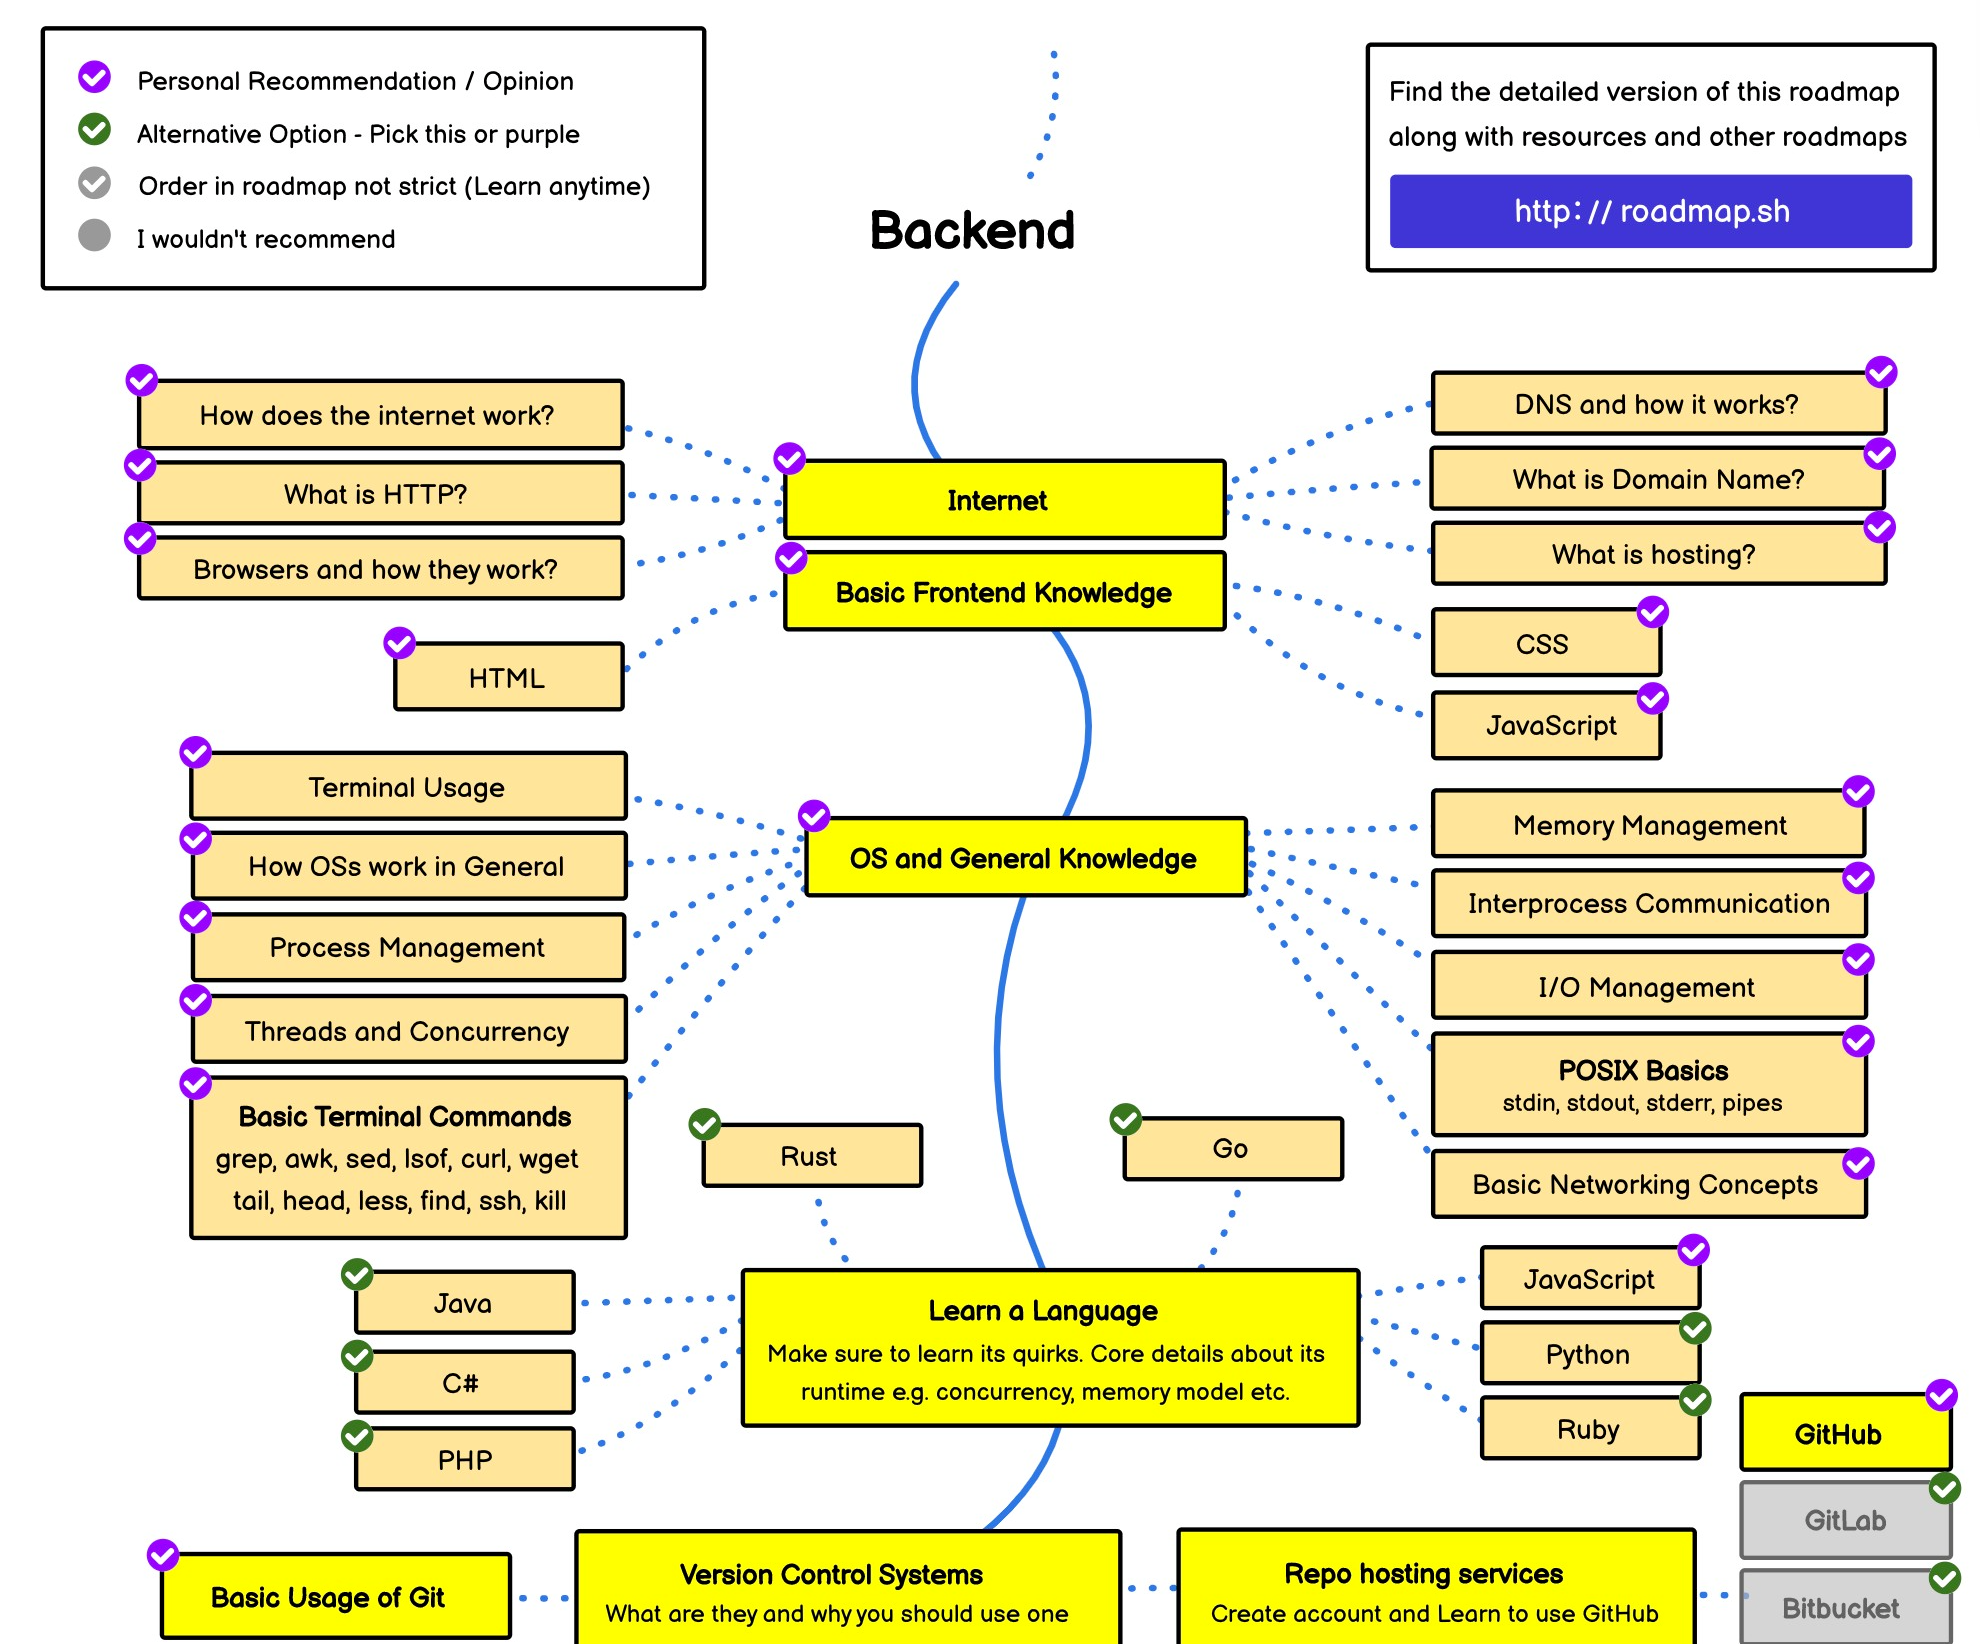 Personal Recommendation / Opinion
Alternative Option - Pick this or purple
Order in roadmap not strict (Learn anytime)
I wouldn't recommend
Find the detailed version of this roadmap
along with resources and other roadmaps
http://roadmap.sh
Backend
How does the internet work?
What is HTTP?
Browsers and how they work?
Internet
DNS and how it works?
What is Domain Name?
What is hosting?
Basic Frontend Knowledge
HTML
CSS
JavaScript
Terminal Usage
How OSs work in General
Process Management
Threads and Concurrency
Basic Terminal Commands
grep, awk, sed, lsof, curl, wget
tail, head, less, find, ssh, kill
OS and General Knowledge
Memory Management
Interprocess Communication
I/O Management
POSIX Basics
stdin, stdout, stderr, pipes
Basic Networking Concepts
Rust
Go
Java
C#
PHP
Learn a Language
Make sure to learn its quirks. Core details about its
runtime e.g. concurrency, memory model etc.
JavaScript
Python
Ruby
GitHub
GitLab
Bitbucket
Basic Usage of Git
Version Control Systems
What are they and why you should use one
Repo hosting services
Create account and Learn to use GitHub